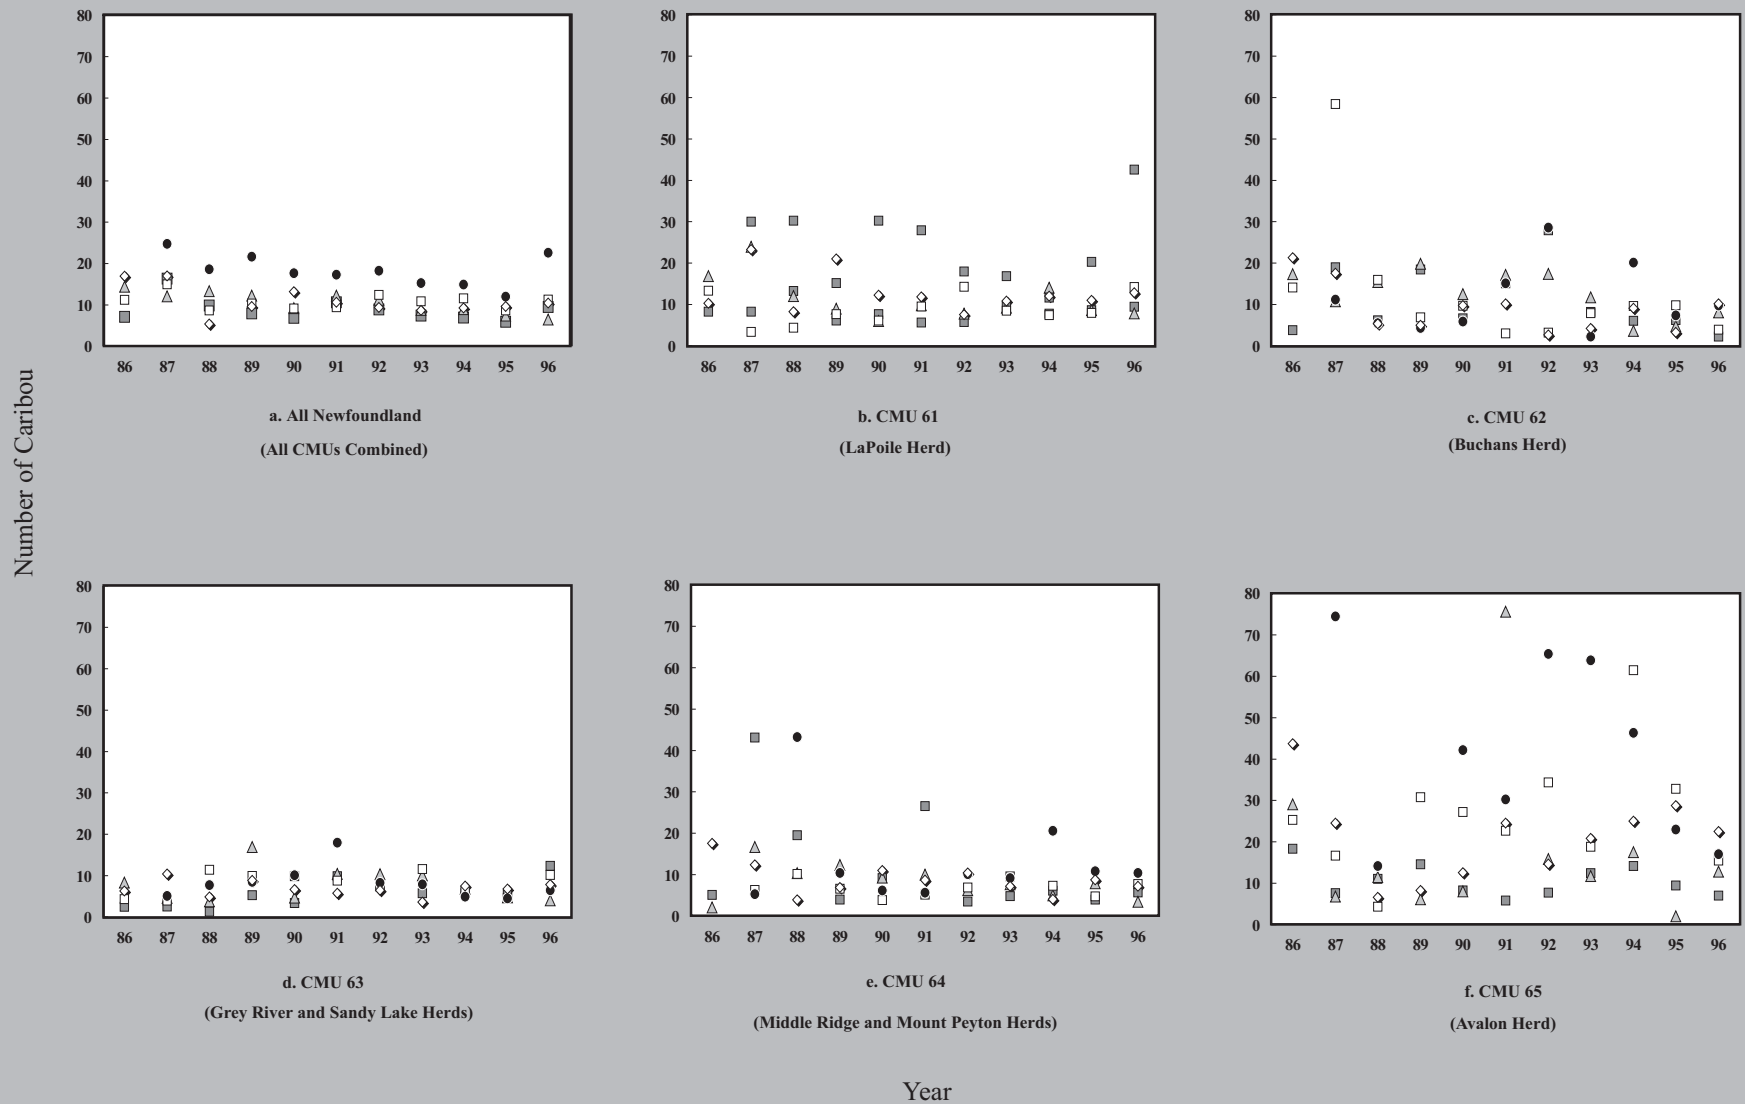 80 70 60 50 40 30 20 10 0
86 87 88 89 90 91 92 93 94 95 96
a. All Newfoundland
(All CMUs Combined)
80 70 60 50 40 30 20 10 0
86 87 88 89 90 91 92 93 94 95 96
b. CMU 61
(LaPoile Herd)
80 70 60 50 40 30 20 10 0
86 87 88 89 90 91 92 93 94 95 96
c. CMU 62
(Buchans Herd)
Number of Caribou
80 70 60 50 40 30 20 10 0
86 87 88 89 90 91 92 93 94 95 96
d. CMU 63
(Grey River and Sandy Lake Herds)
80 70 60 50 40 30 20 10 0
86 87 88 89 90 91 92 93 94 95 96
e. CMU 64
(Middle Ridge and Mount Peyton Herds)
80 70 60 50 40 30 20 10 0
86 87 88 89 90 91 92 93 94 95 96
f. CMU 65
(Avalon Herd)
Year